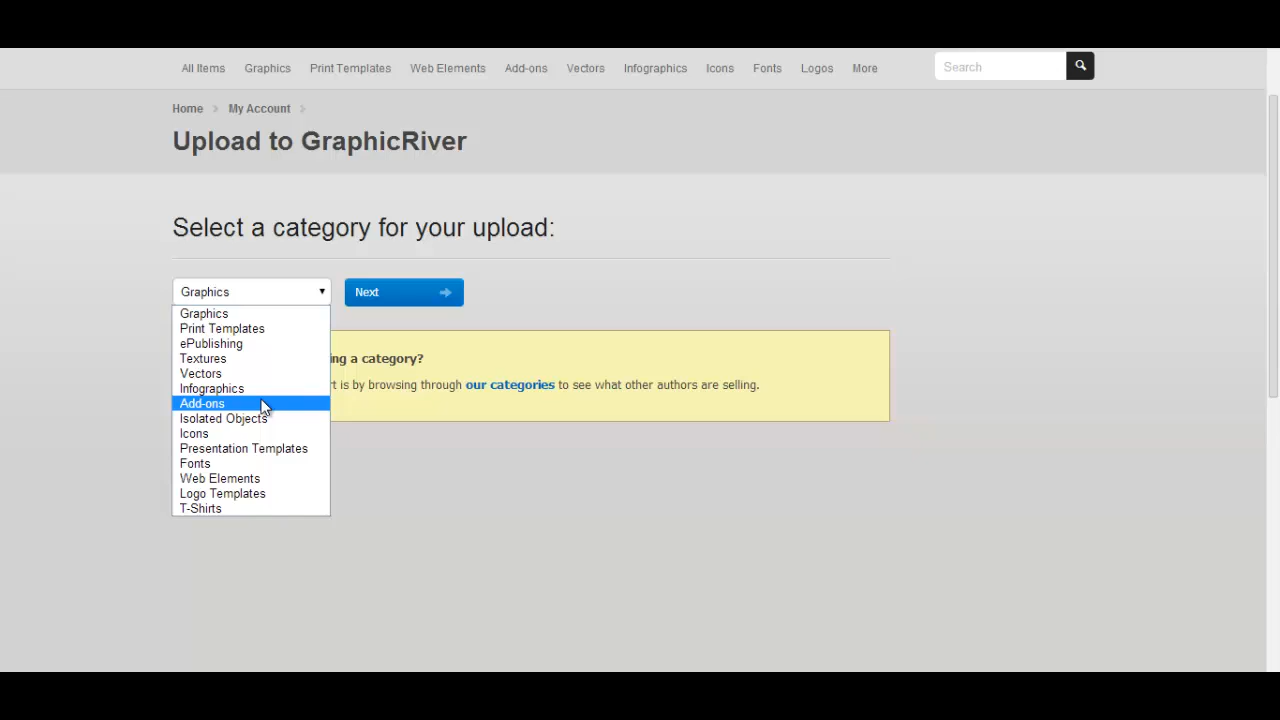 All Items Graphics Print Templates Web Elements Add-ons Vectors Infographics Icons Fonts Logos More Search
Home My Account
Upload to GraphicRiver
Select a category for your upload:
Graphics Next
Graphics
Print Templates
ePublishing
Textures
Vectors
Infographics
Add-ons
Isolated Objects
Icons
Presentation Templates
Fonts
Web Elements
Logo Templates
T-Shirts
a category?
is by browsing through our categories to see what other authors are selling.